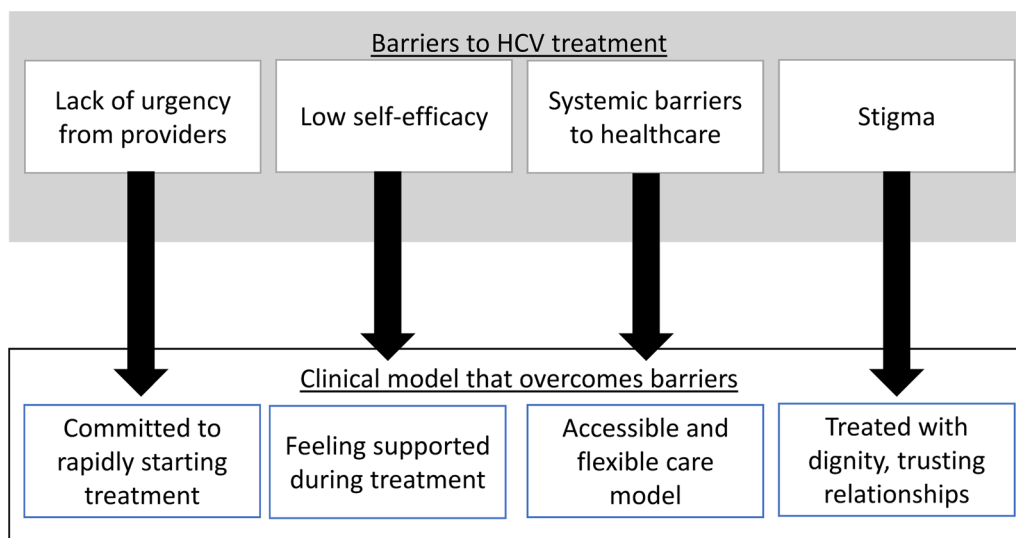 Barriers to HCV treatment
Lack of urgency
from providers
Low self-efficacy
Systemic barriers
to healthcare
Stigma
Clinical model that overcomes barriers
Committed to
rapidly starting
treatment
Feeling supported
during treatment
Accessible and
flexible care
model
Treated with
dignity, trusting
relationships